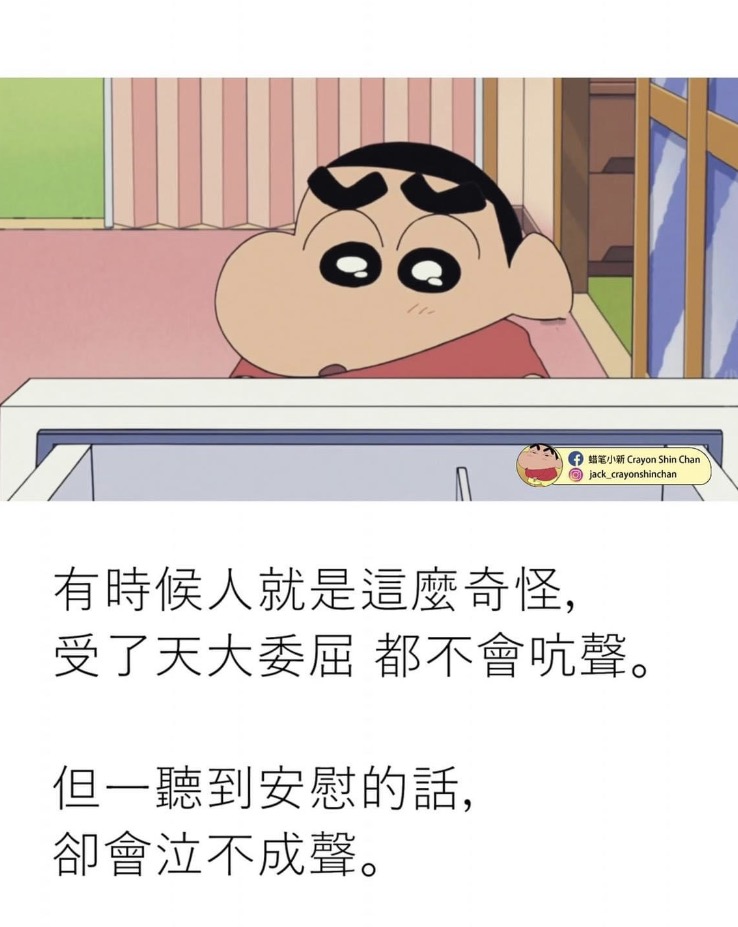 蜡笔小新 Crayon Shin Chan
jack_crayonshinchan
有時候人就是這麼奇怪,
受了天大委屈 都不會吭聲。
但一聽到安慰的話,
卻會泣不成聲。